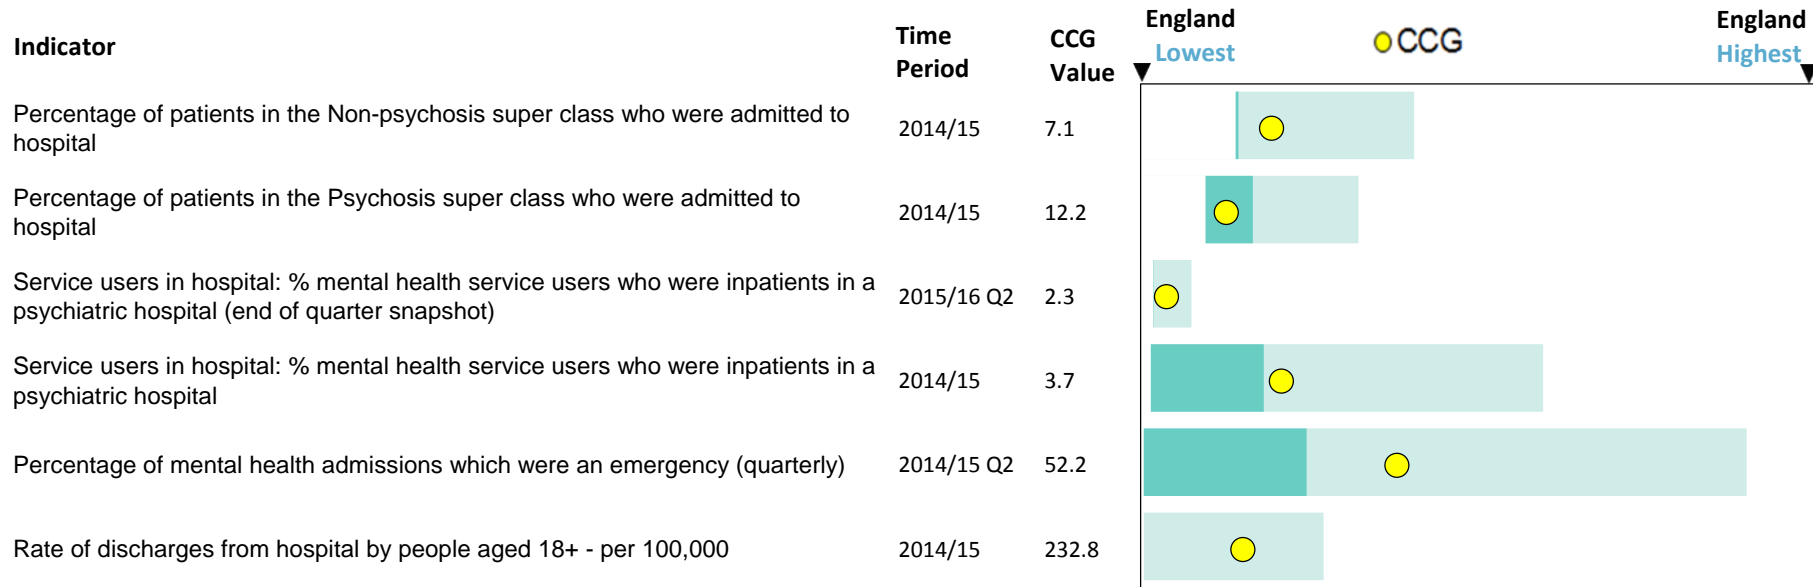 Indicator
Time Period
CCG Value
England Lowest
CCG
England Highest
Percentage of patients in the Non-psychosis super class who were admitted to
hospital
2014/15 7.1
Percentage of patients in the Psychosis super class who were admitted to
hospital
2014/15 12.2
Service users in hospital: % mental health service users who were inpatients in a
psychiatric hospital (end of quarter snapshot)
2015/16 Q2 2.3
Service users in hospital: % mental health service users who were inpatients in a
psychiatric hospital
2014/15 3.7
Percentage of mental health admissions which were an emergency (quarterly) 2014/15 Q2 52.2
Rate of discharges from hospital by people aged 18+ - per 100,000 2014/15 232.8